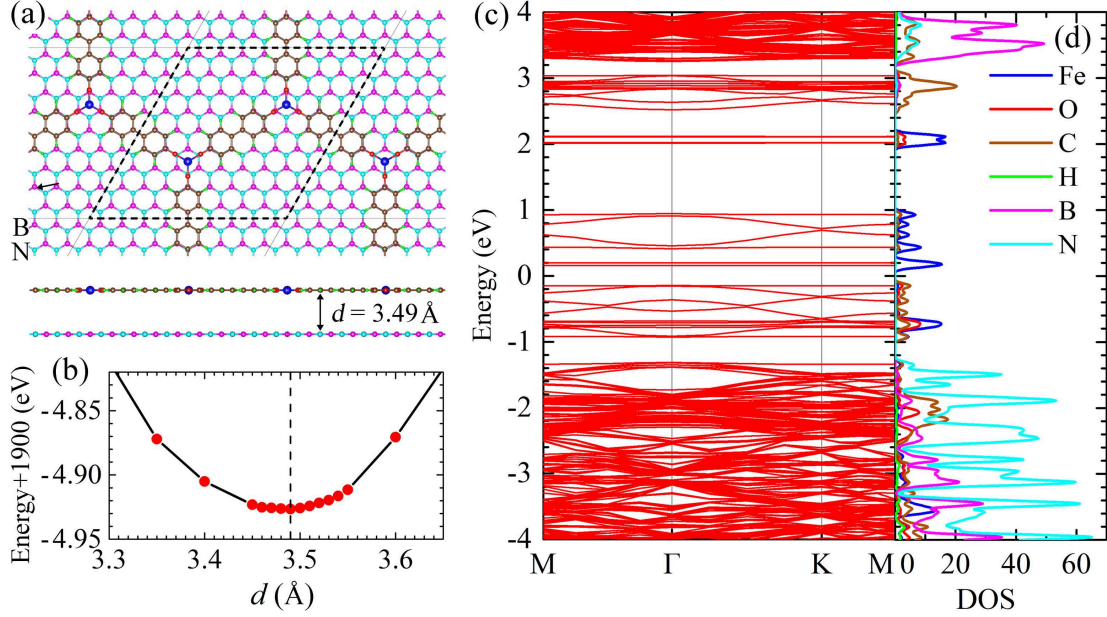 (a)
B
N
d = 3.49 Å
(b)
Energy+1900 (eV)
-4.85
-4.90
-4.95
3.3
3.4
3.5
3.6
d (Å)
(c)
Energy (eV)
4
3
2
1
0
-1
-2
-3
-4
M
Γ
K
M
(d)
Fe
O
C
H
B
N
0
20
40
60
DOS